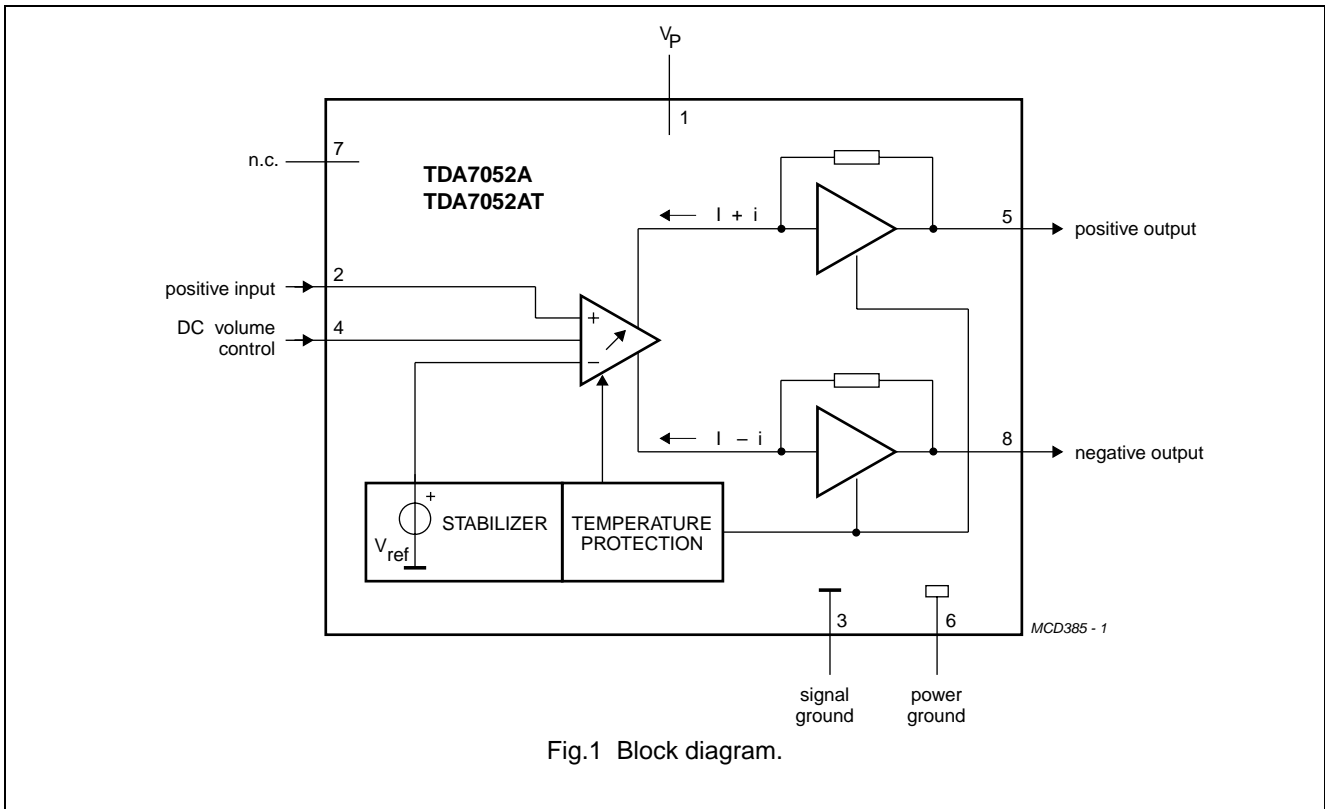 V P
1
7
n.c.
TDA7052A
TDA7052AT
I + i
5
positive output
2
positive input
+
DC volume
control
4
−
I − i
8
negative output
+
STABILIZER
V ref
TEMPERATURE
PROTECTION
3
6
MCD385 - 1
signal
ground
power
ground
Fig.1 Block diagram.